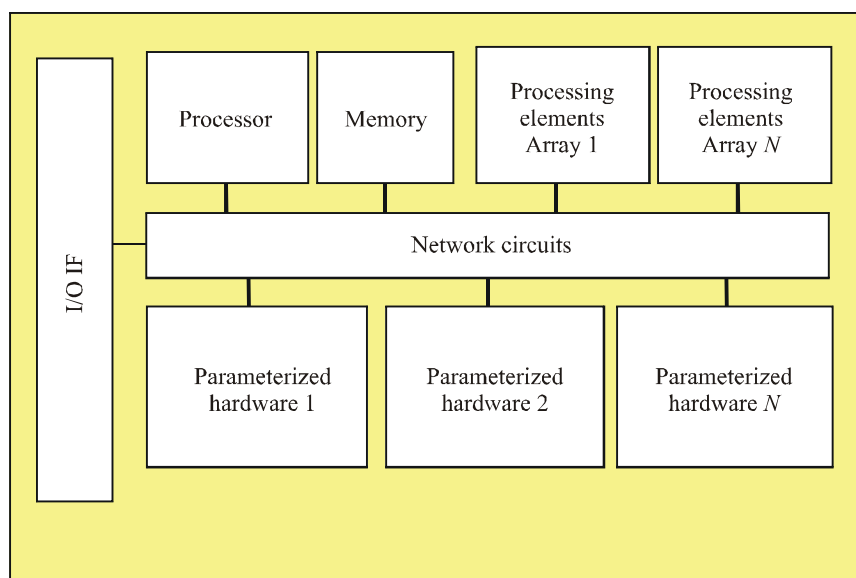 I/O IF
Processor
Memory
Processing
elements
Array 1
Processing
elements
Array N
Network circuits
Parameterized
hardware 1
Parameterized
hardware 2
Parameterized
hardware N